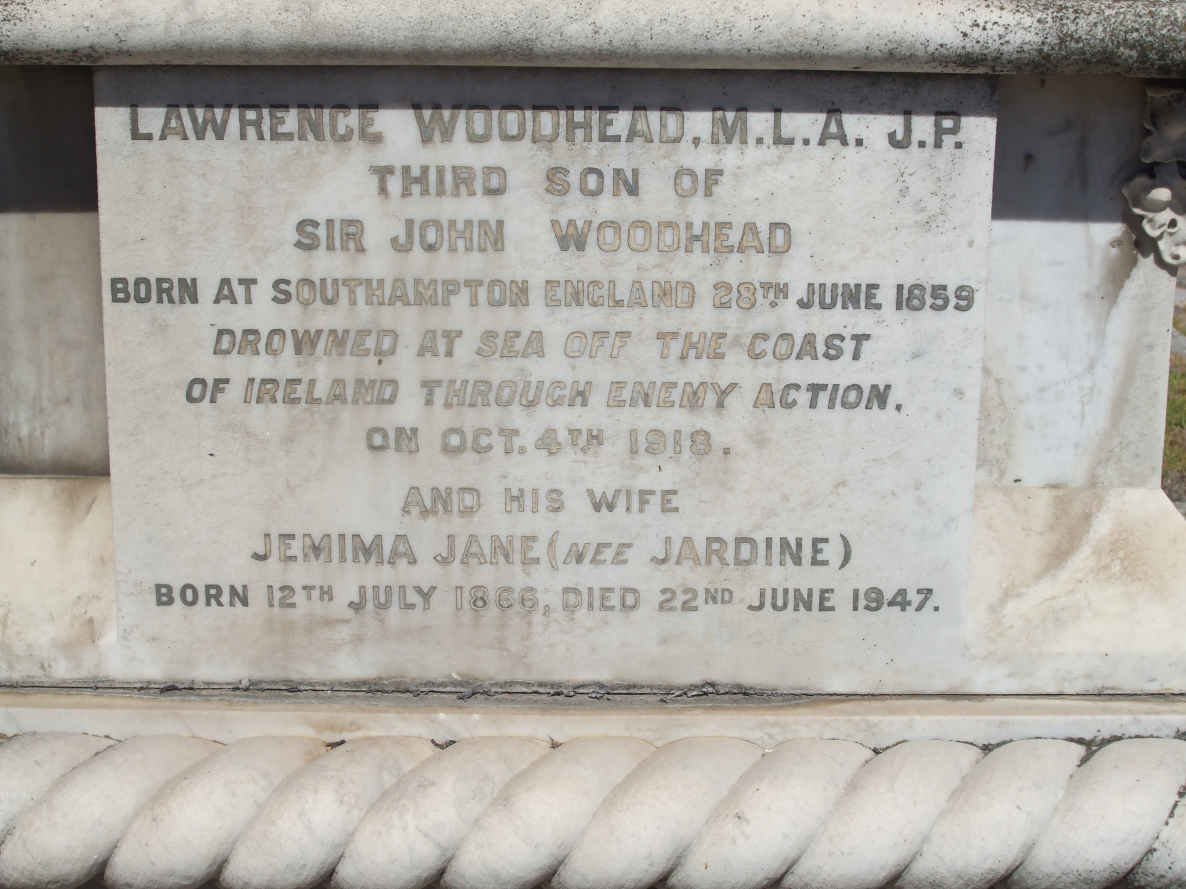 LAWRENCE WOODHEAD, M.L.A. J.P.
THIRD SON OF
SIR JOHN WOODHEAD
BORN AT SOUTHAMPTON ENGLAND 28TH JUNE 1859
DROWNED AT SEA OFF THE COAST
OF IRELAND THROUGH ENEMY ACTION,
ON OCT. 4TH 1918.
AND HIS WIFE
JEMIMA JANE (NEE JARDINE)
BORN 12TH JULY 1866, DIED 22ND JUNE 1947.